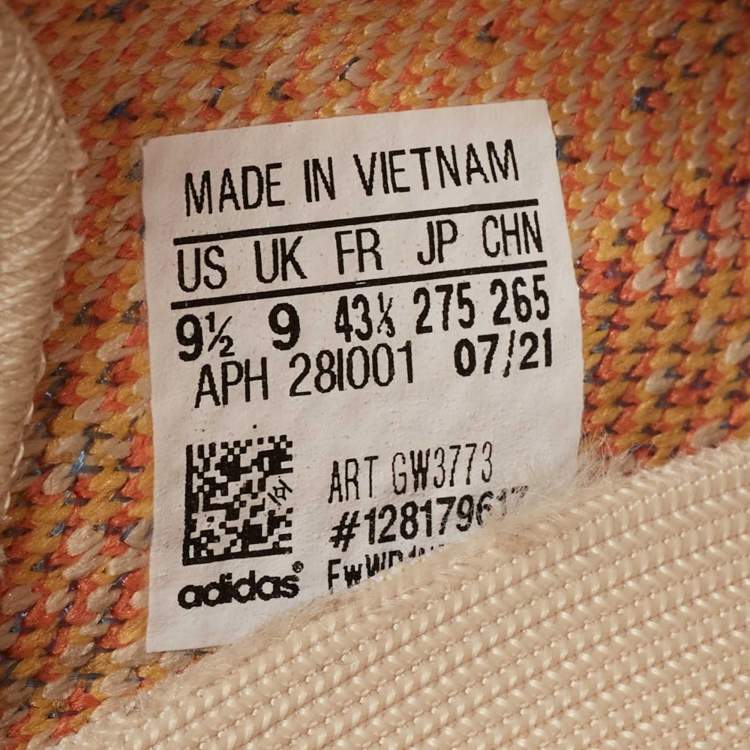 MADE IN VIETNAM
US UK FR JP CHN
9½ 9 43⅓ 275 265
APH 28I001 07/21
ART GW3773
#128179617
adidas®